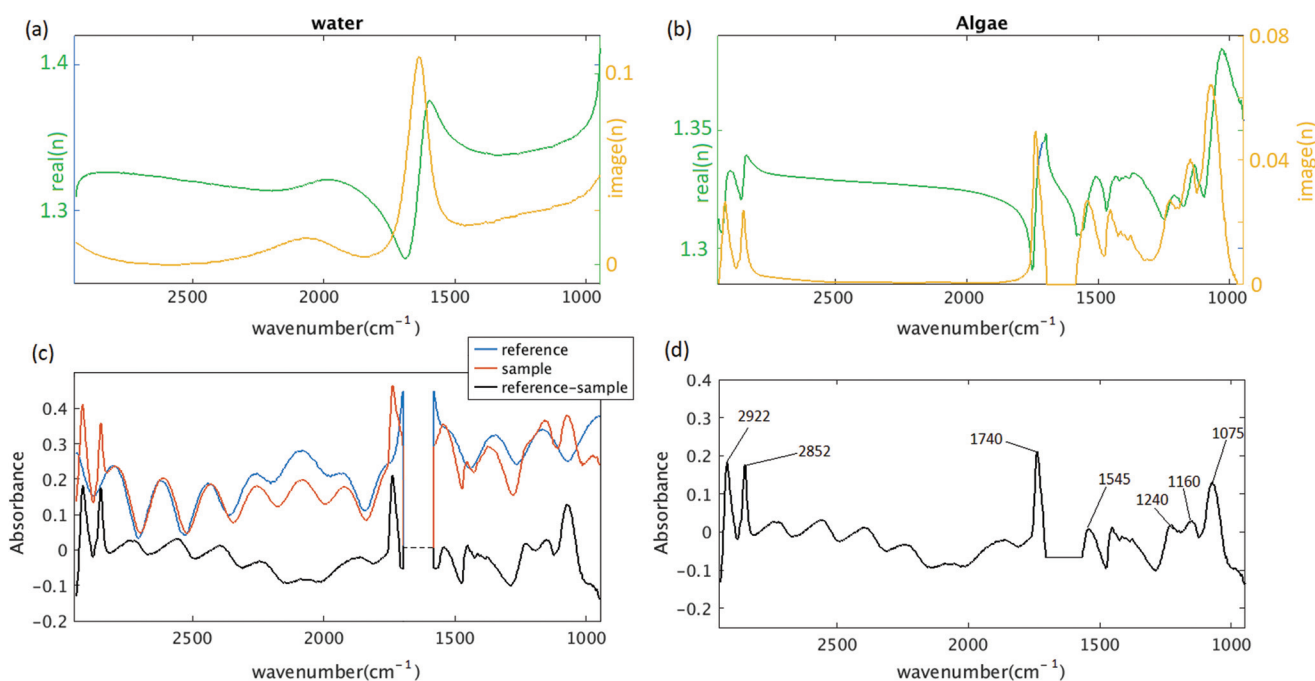 (a)
water
1.4
1.3
real(n)
0.1
0
image(n)
2500
2000
1500
1000
wavenumber(cm⁻¹)
(b)
Algae
1.35
1.3
real(n)
0.08
0.04
0
image(n)
2500
2000
1500
1000
wavenumber(cm⁻¹)
(c)
reference
sample
reference-sample
0.4
0.3
0.2
0.1
0
-0.1
-0.2
Absorbance
2500
2000
1500
1000
wavenumber(cm⁻¹)
(d)
0.4
0.3
0.2
0.1
0
-0.1
-0.2
Absorbance
2922
2852
1740
1545
1240
1160
1075
2500
2000
1500
1000
wavenumber(cm⁻¹)